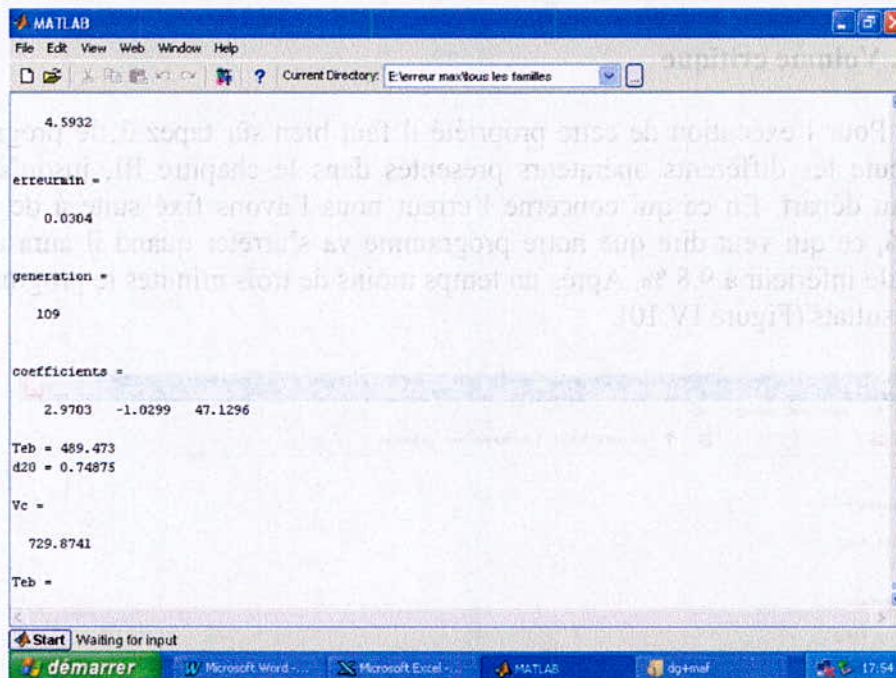 MATLAB
File Edit View Web Window Help
? Current Directory: E:\erreur max\tous les familles ...
4.5932
erreurmin =
0.0304
generation =
109
coefficients =
2.9703 -1.0299 47.1296
Teb = 489.473
d20 = 0.74875
Vc =
729.8741
Teb =
Start Waiting for input
démarrer Microsoft Word -... Microsoft Excel -... MATLAB dg+maf 17:54